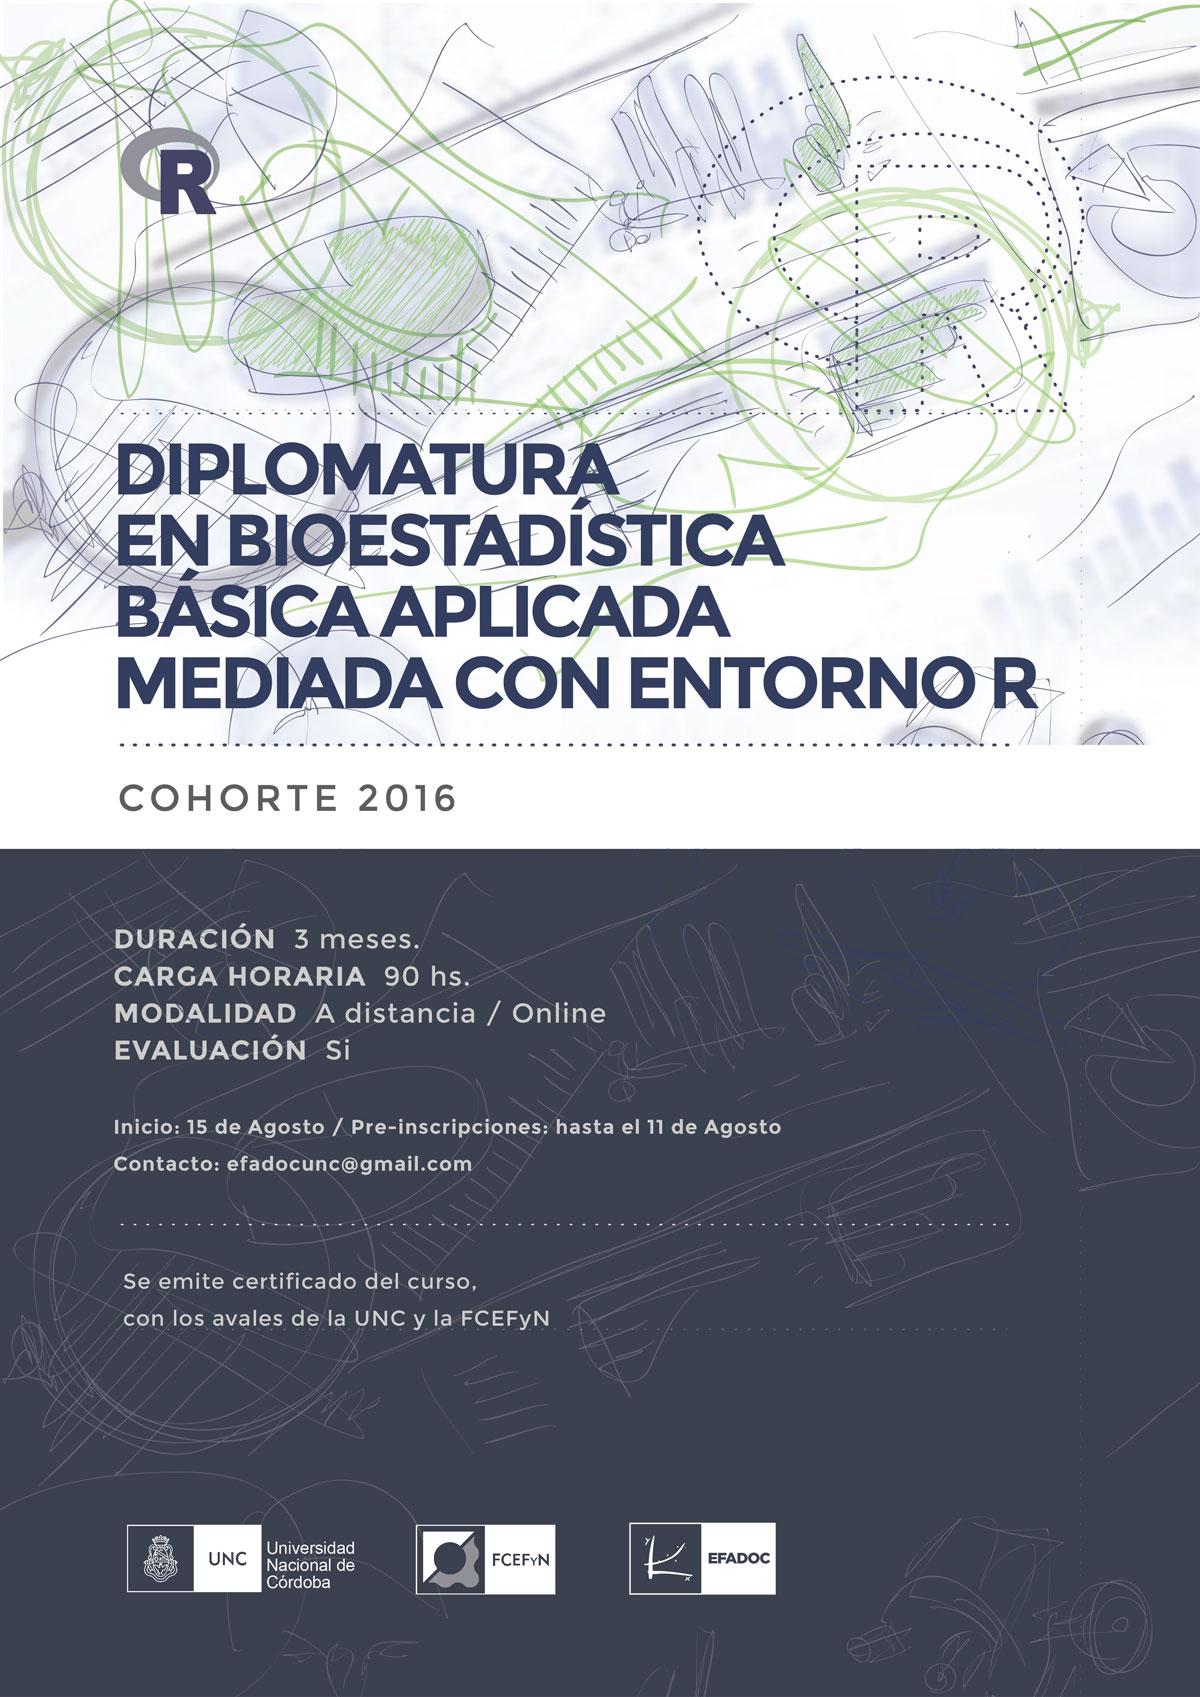 R
DIPLOMATURA
EN BIOESTADÍSTICA
BÁSICA APLICADA
MEDIADA CON ENTORNO R
COHORTE 2016
DURACIÓN 3 meses.
CARGA HORARIA 90 hs.
MODALIDAD A distancia / Online
EVALUACIÓN Si
Inicio: 15 de Agosto / Pre-inscripciones: hasta el 11 de Agosto
Contacto: efadocunc@gmail.com
Se emite certificado del curso,
con los avales de la UNC y la FCEFyN
UNC
Universidad
Nacional de
Córdoba
FCEFyN
EFADOC